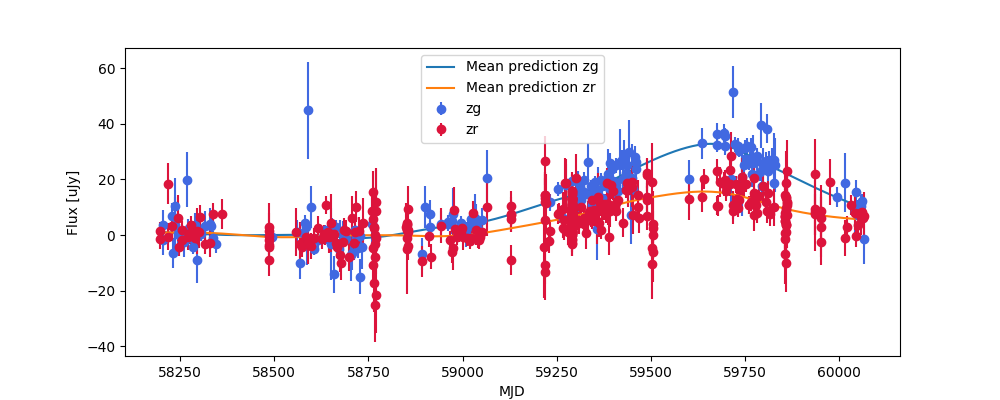 Flux [uJy]
60
40
20
0
−20
−40
Mean prediction zg
Mean prediction zr
zg
zr
58250
58500
58750
59000
59250
59500
59750
60000
MJD